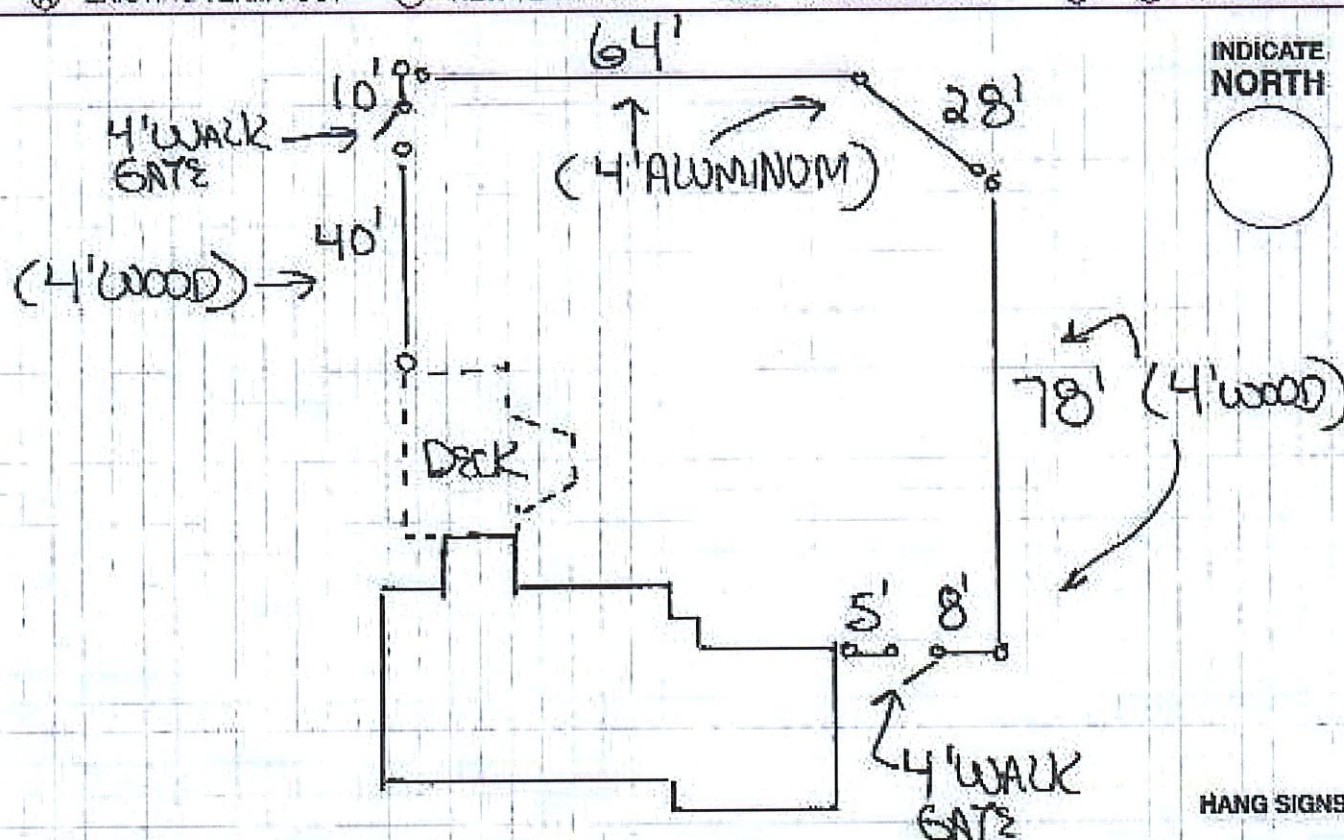 64'
INDICATE
NORTH
10'
28'
4'WALK
GATE
(4'ALUMINOM)
40'
(4'WOOD)
78' (4'WOOD)
DECK
5' 8'
4'WALK
GATE
HANG SIGNS